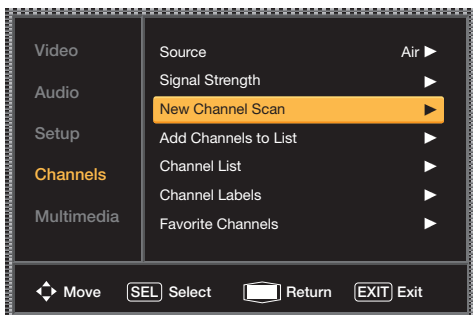 Video
Audio
Setup
Channels
Multimedia
Source Air ▶
Signal Strength ▶
New Channel Scan ▶
Add Channels to List ▶
Channel List ▶
Channel Labels ▶
Favorite Channels ▶
Move SEL Select Return EXIT Exit